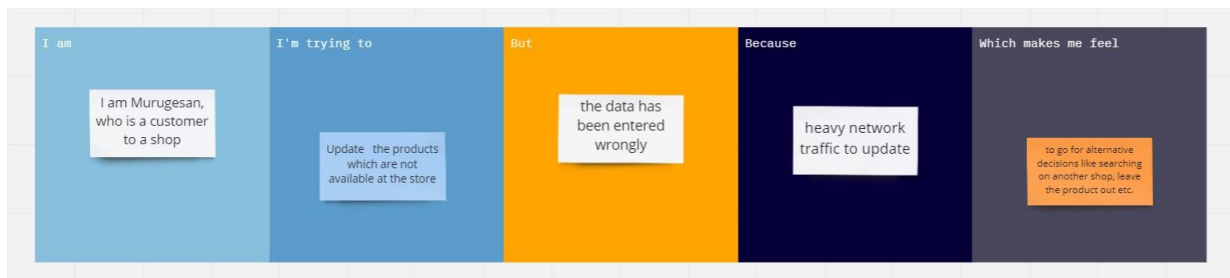 I am
I am Murugesan,
who is a customer
to a shop
I'm trying to
Update the products
which are not
available at the store
But
the data has
been entered
wrongly
Because
heavy network
traffic to update
Which makes me feel
to go for alternative
decisions like searching
on another shop, leave
the product out etc.